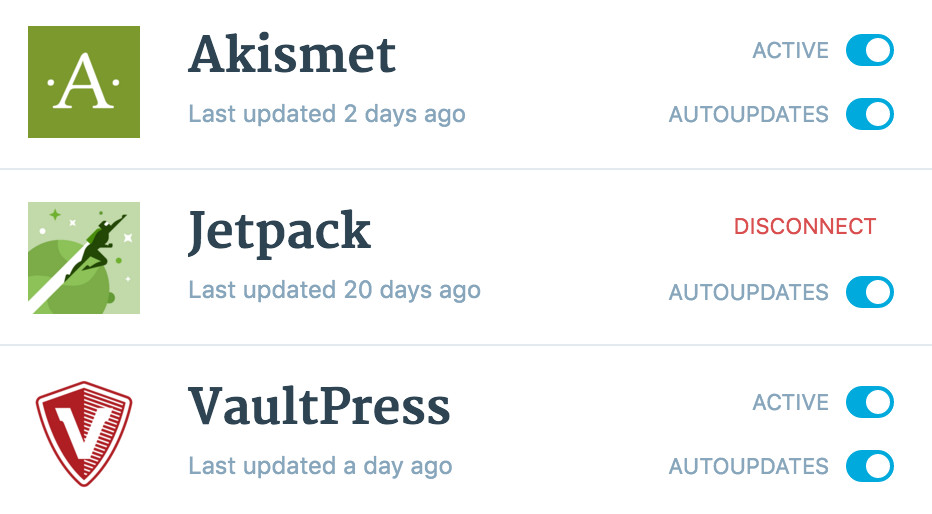 ·A·
Akismet
ACTIVE
Last updated 2 days ago
AUTOUPDATES
Jetpack
DISCONNECT
Last updated 20 days ago
AUTOUPDATES
V
VaultPress
ACTIVE
Last updated a day ago
AUTOUPDATES